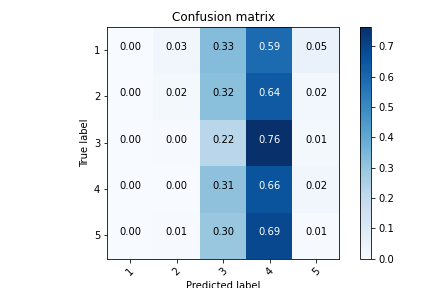 Confusion matrix
True label
1 0.00 0.03 0.33 0.59 0.05
2 0.00 0.02 0.32 0.64 0.02
3 0.00 0.00 0.22 0.76 0.01
4 0.00 0.00 0.31 0.66 0.02
5 0.00 0.01 0.30 0.69 0.01
1 2 3 4 5
Predicted label
0.7
0.6
0.5
0.4
0.3
0.2
0.1
0.0